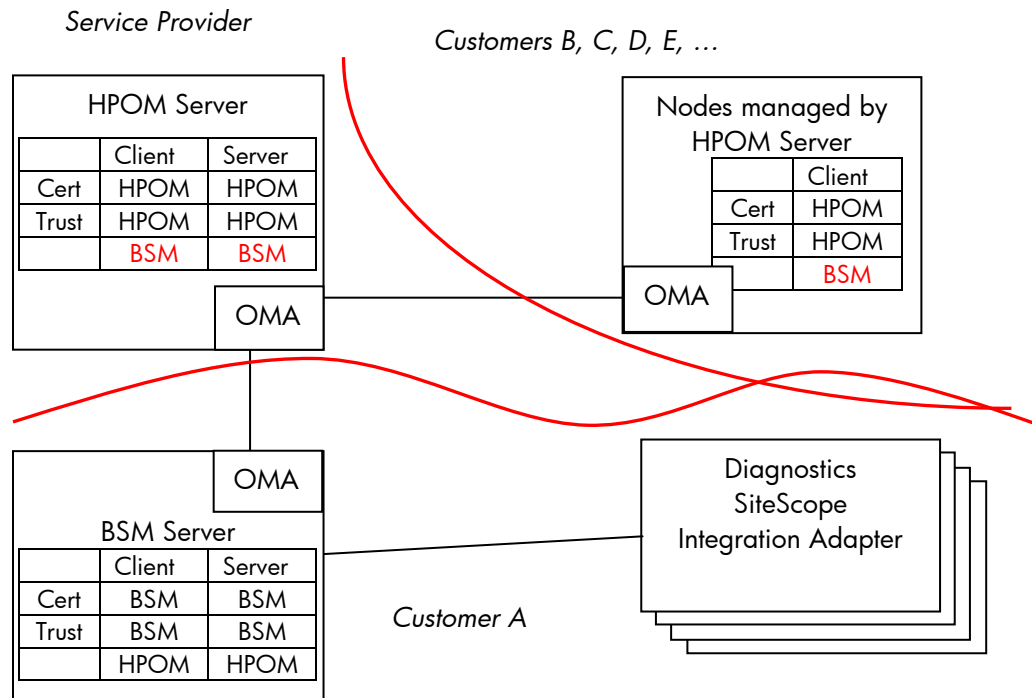 Service Provider
Customers B, C, D, E, ...
HPOM Server
Client Server
Cert HPOM HPOM
Trust HPOM HPOM
BSM BSM
OMA
Nodes managed by
HPOM Server
Client
Cert HPOM
Trust HPOM
BSM
OMA
OMA
BSM Server
Client Server
Cert BSM BSM
Trust BSM BSM
HPOM HPOM
Customer A
Diagnostics
SiteScope
Integration Adapter